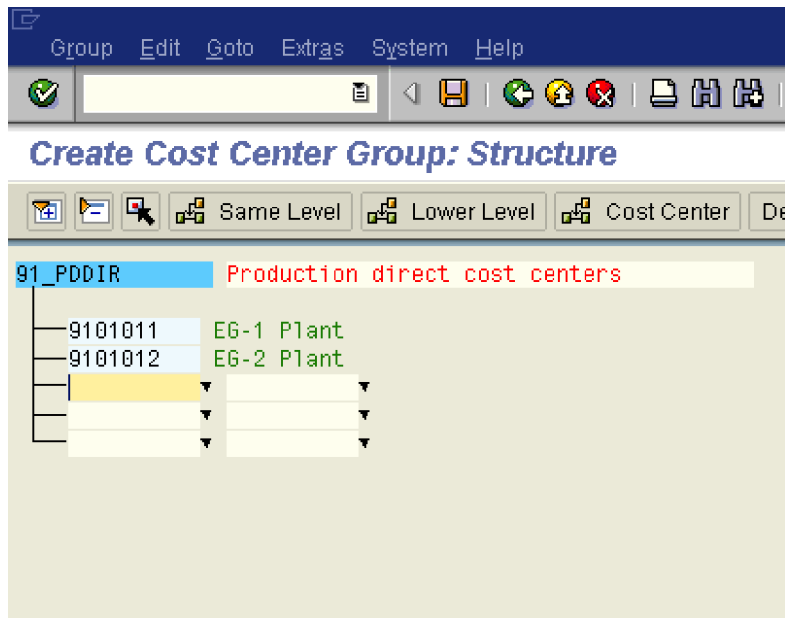 Group Edit Goto Extras System Help
Create Cost Center Group: Structure
Same Level Lower Level Cost Center De
91_PDDIR Production direct cost centers
9101011 EG-1 Plant
9101012 EG-2 Plant